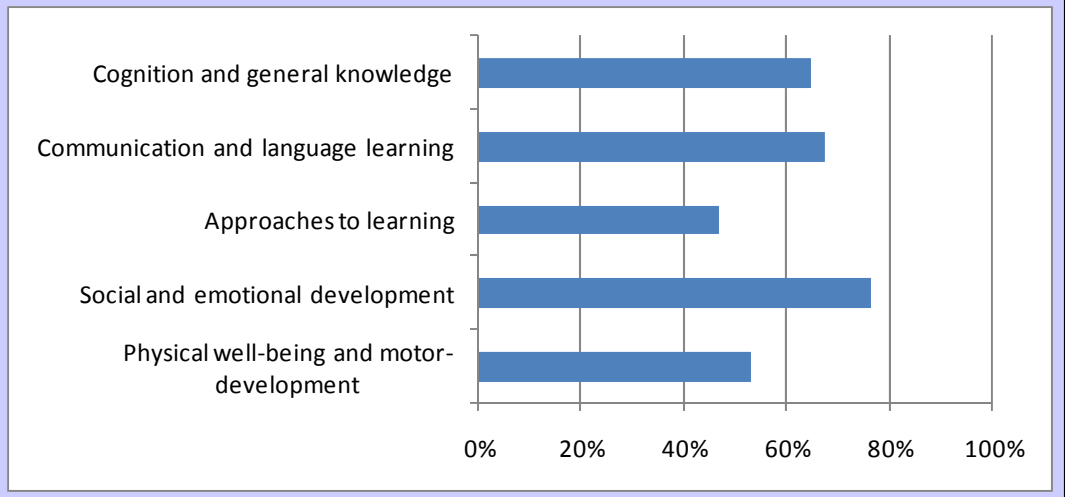 Cognition and general knowledge
Communication and language learning
Approaches to learning
Social and emotional development
Physical well-being and motor-
development
0% 20% 40% 60% 80% 100%